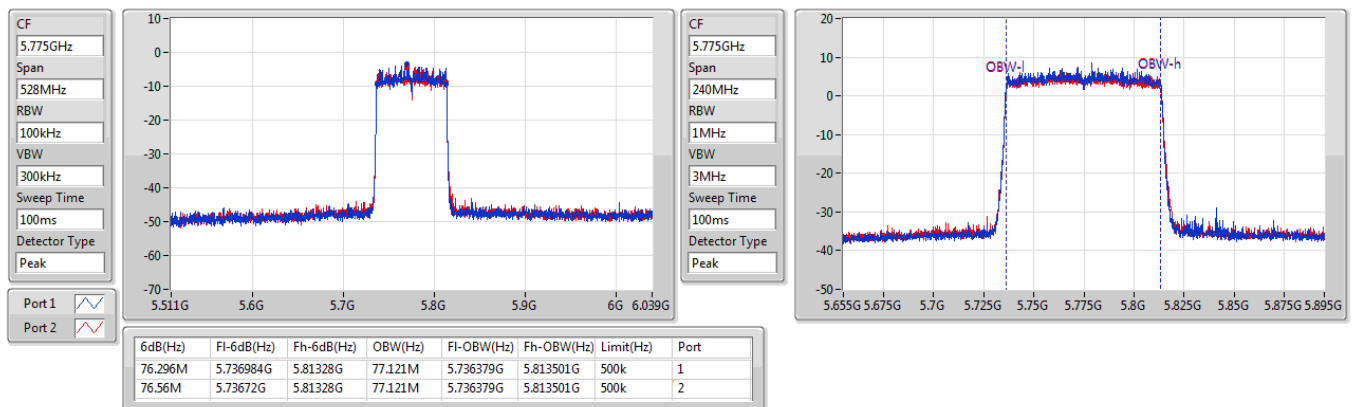 CF
5.775GHz
Span
528MHz
RBW
100kHz
VBW
300kHz
Sweep Time
100ms
Detector Type
Peak
Port 1
Port 2
10
0
-10
-20
-30
-40
-50
-60
-70
5.511G 5.6G 5.7G 5.8G 5.9G 6G 6.039G
CF
5.775GHz
Span
240MHz
RBW
1MHz
VBW
3MHz
Sweep Time
100ms
Detector Type
Peak
20
10
0
-10
-20
-30
-40
-50
OBW-l OBW-h
5.655G 5.675G 5.7G 5.725G 5.75G 5.775G 5.8G 5.825G 5.85G 5.875G 5.895G
6dB(Hz) Fl-6dB(Hz) Fh-6dB(Hz) OBW(Hz) Fl-OBW(Hz) Fh-OBW(Hz) Limit(Hz) Port
76.296M 5.736984G 5.81328G 77.121M 5.736379G 5.813501G 500k 1
76.56M 5.73672G 5.81328G 77.121M 5.736379G 5.813501G 500k 2